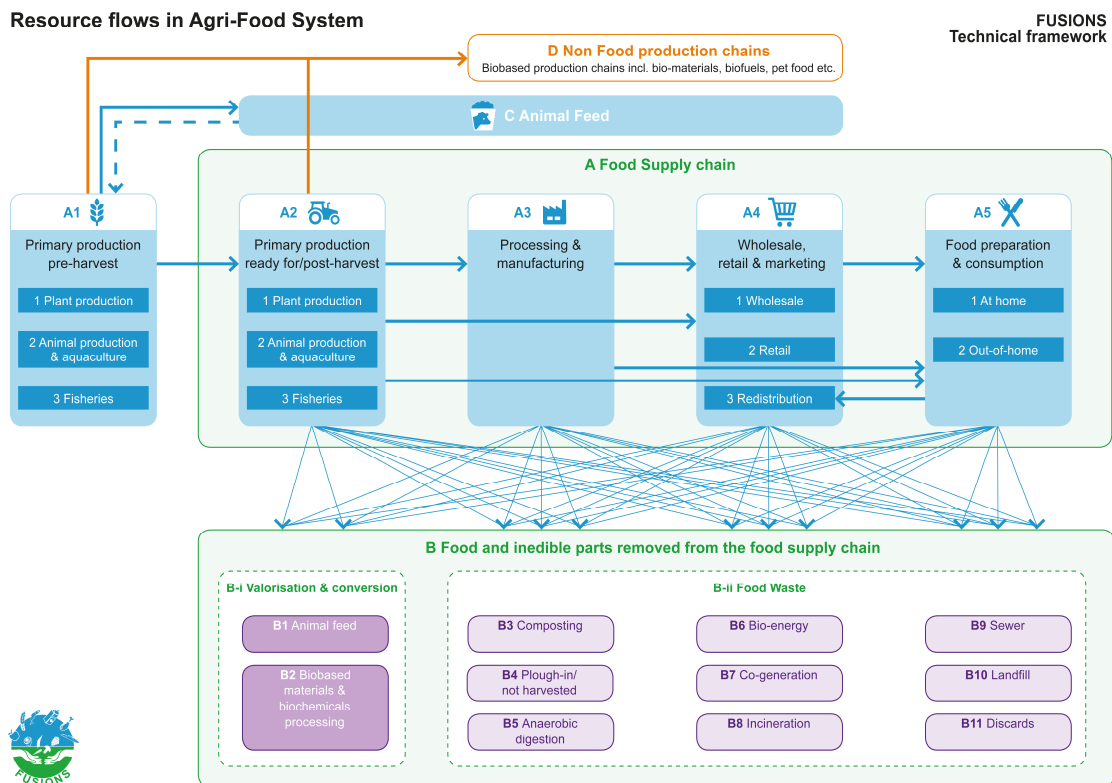 Resource flows in Agri-Food System
FUSIONS
Technical framework
D Non Food production chains
Biobased production chains incl. bio-materials, biofuels, pet food etc.
C Animal Feed
A Food Supply chain
A1
Primary production
pre-harvest
1 Plant production
2 Animal production
& aquaculture
3 Fisheries
A2
Primary production
ready for/post-harvest
1 Plant production
2 Animal production
& aquaculture
3 Fisheries
A3
Processing &
manufacturing
A4
Wholesale,
retail & marketing
1 Wholesale
2 Retail
3 Redistribution
A5
Food preparation
& consumption
1 At home
2 Out-of-home
B Food and inedible parts removed from the food supply chain
B-i Valorisation & conversion
B1 Animal feed
B2 Biobased
materials &
biochemicals
processing
B-ii Food Waste
B3 Composting
B4 Plough-in/
not harvested
B5 Anaerobic
digestion
B6 Bio-energy
B7 Co-generation
B8 Incineration
B9 Sewer
B10 Landfill
B11 Discards
FUSIONS